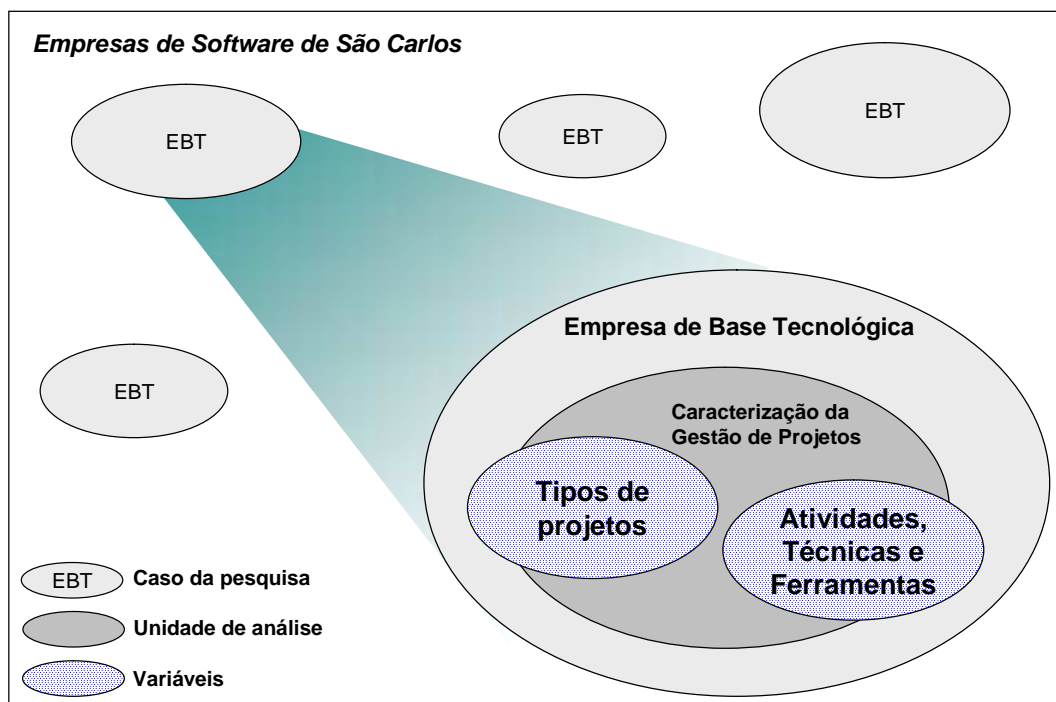 Empresas de Software de São Carlos
EBT
EBT
EBT
EBT
Empresa de Base Tecnológica
Caracterização da
Gestão de Projetos
Tipos de
projetos
Atividades,
Técnicas e
Ferramentas
EBT Caso da pesquisa
Unidade de análise
Variáveis